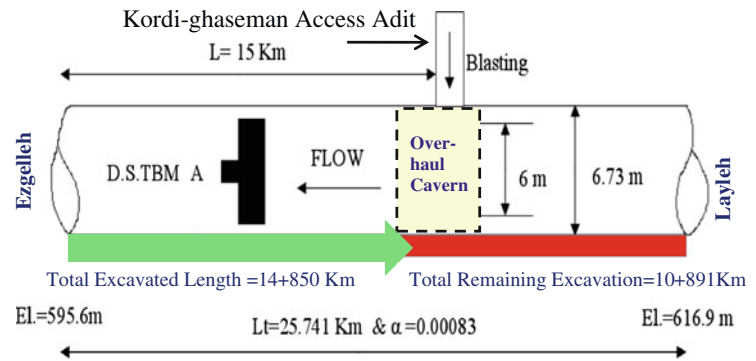 Kordi-ghaseman Access Adit
L= 15 Km
Blasting
Ezgelleh
D.S.TBM A
FLOW
Over-
haul
Cavern
6 m
6.73 m
Layleh
Total Excavated Length =14+850 Km
Total Remaining Excavation=10+891Km
El.=595.6m
Lt=25.741 Km & α=0.00083
El.=616.9 m